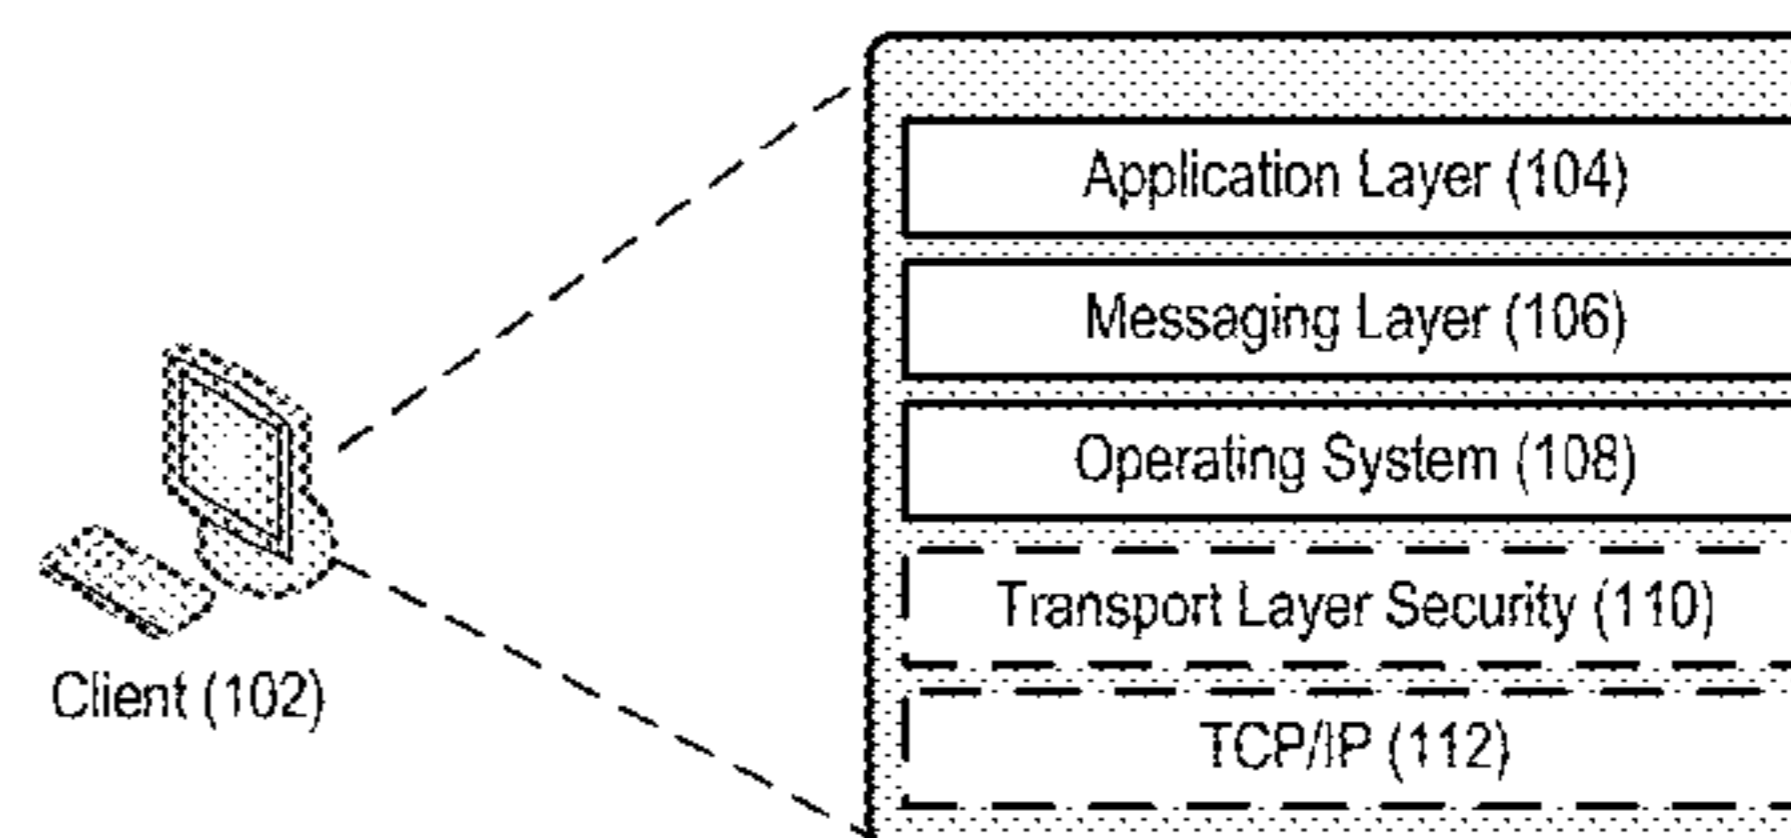 Application Layer (104)
Messaging Layer (106)
Operating System (108)
Transport Layer Security (110)
Client (102)
TCP/IP (112)